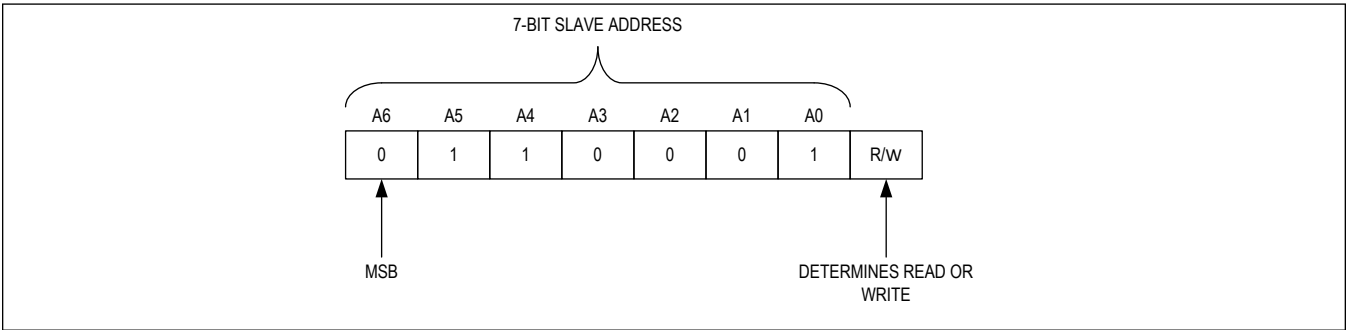 7-BIT SLAVE ADDRESS
A6 A5 A4 A3 A2 A1 A0
0 1 1 0 0 0 1 R/W
MSB
DETERMINES READ OR
WRITE